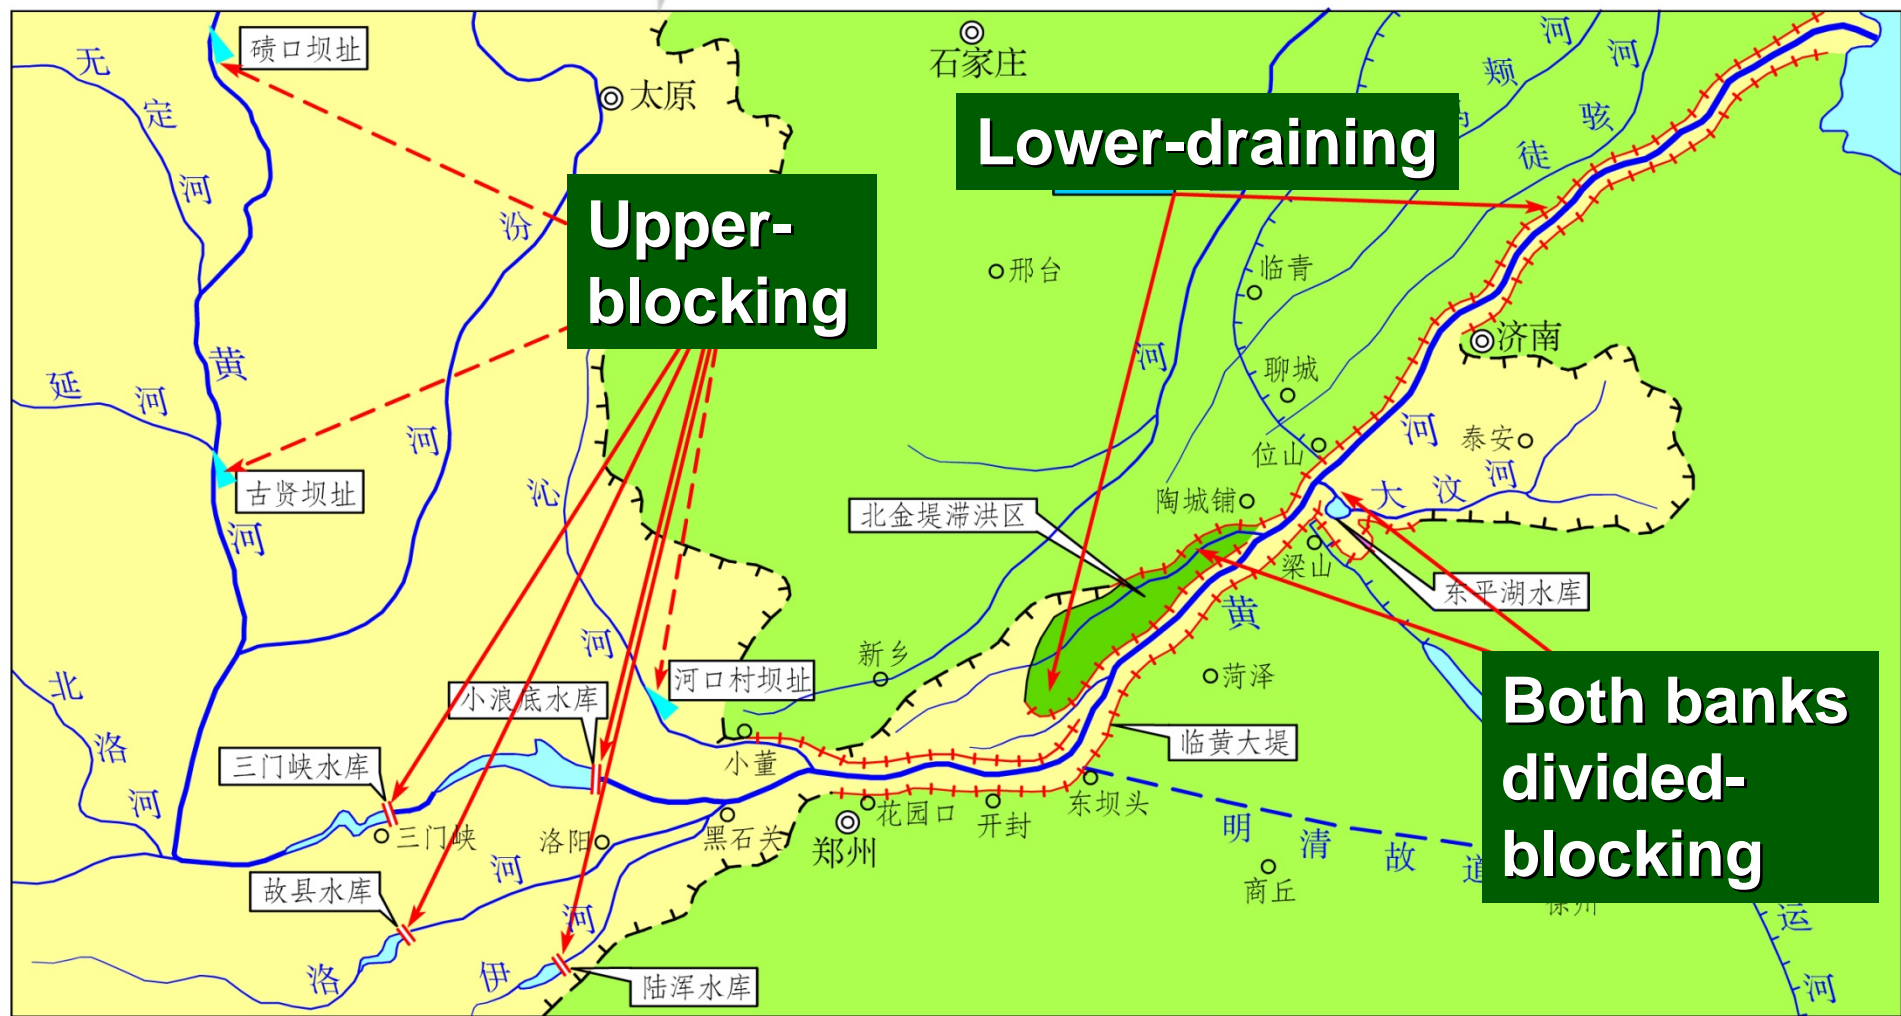 碛口坝址
石家庄
太原
无定河
Lower-draining
颊河
徒骇河
Upper-
blocking
汾河
邢台
临青
济南
黄河
延河
河
聊城
黄河
泰安
位山
古贤坝址
沁河
大汶河
陶城铺
北金堤滞洪区
梁山
东平湖水库
新乡
河口村坝址
小浪底水库
菏泽
Both banks
divided-
blocking
北洛河
三门峡水库
小董
临黄大堤
东坝头
花园口
开封
三门峡
洛阳
黑石关
郑州
明清故道
商丘
故县水库
洛河
伊河
陆浑水库
运河